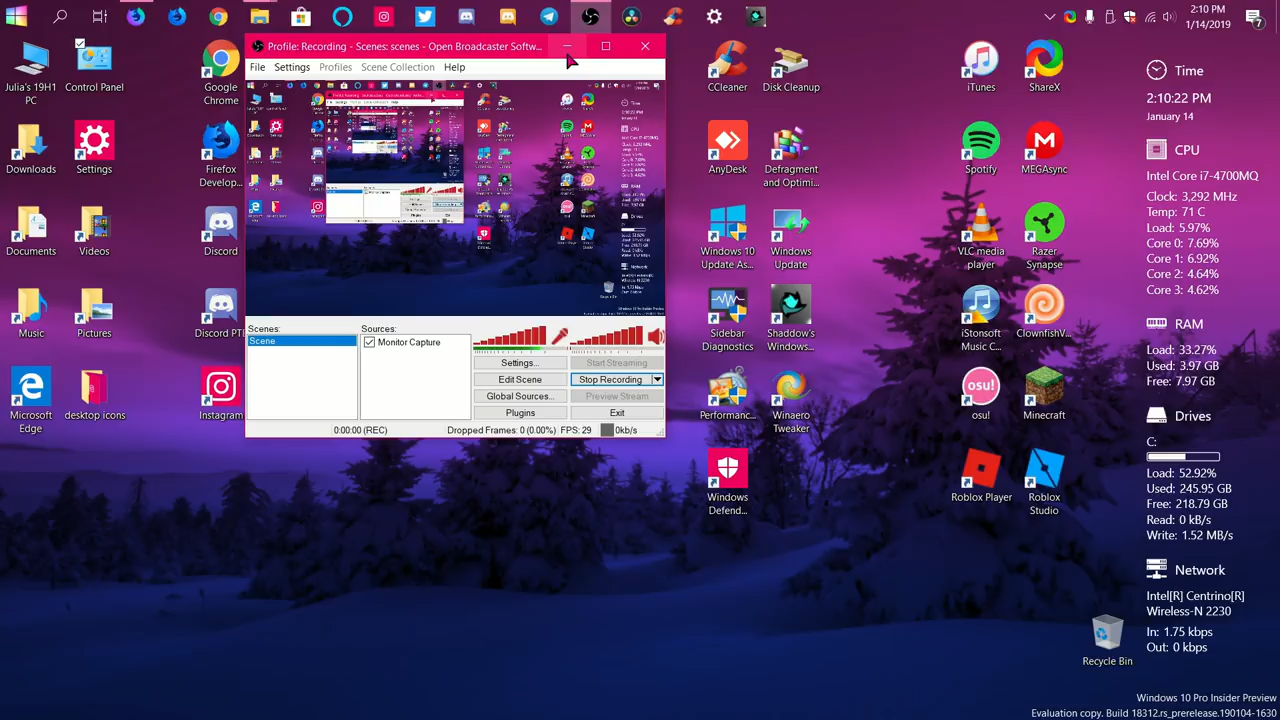 2:10 PM
1/14/2019
7
Profile: Recording - Scenes: scenes - Open Broadcaster Softw...
File Settings Profiles Scene Collection Help
Scenes:
Scene
Sources:
Monitor Capture
Settings...
Start Streaming
Edit Scene
Stop Recording
Global Sources...
Preview Stream
Plugins
Exit
0:00:00 (REC)
Dropped Frames: 0 (0.00%)
FPS: 29
0kb/s
Julia's 19H1
PC
Control Panel
Google
Chrome
Downloads
Settings
Firefox
Develop...
Documents
Videos
Discord
Music
Pictures
Discord PT
Microsoft
Edge
desktop icons
Instagram
CCleaner
Disk Cleanup
AnyDesk
Defragment
and Optimi...
Windows 10
Update As...
Windows
Update
Sidebar
Diagnostics
Shadow's
Windows...
Performanc...
Winaero
Tweaker
Windows
Defend...
iTunes
ShareX
Spotify
MEGAsync
VLC media
player
Razer
Synapse
iStonsoft
Music C...
ClownfishV...
osu!
osu!
Minecraft
Roblox Player
Roblox
Studio
Recycle Bin
Time
2:10:22 PM
January 14
CPU
Intel Core i7-4700MQ
Clock: 3,292 MHz
Temp: 71 C
Load: 5.97%
Core 0: 7.69%
Core 1: 6.92%
Core 2: 4.64%
Core 3: 4.62%
RAM
Load: 33.27%
Used: 3.97 GB
Free: 7.97 GB
Drives
C:
Load: 52.92%
Used: 245.95 GB
Free: 218.79 GB
Read: 0 kB/s
Write: 1.52 MB/s
Network
Intel[R] Centrino[R]
Wireless-N 2230
In: 1.75 kbps
Out: 0 kbps
Windows 10 Pro Insider Preview
Evaluation copy. Build 18312.rs_prerelease.190104-1630